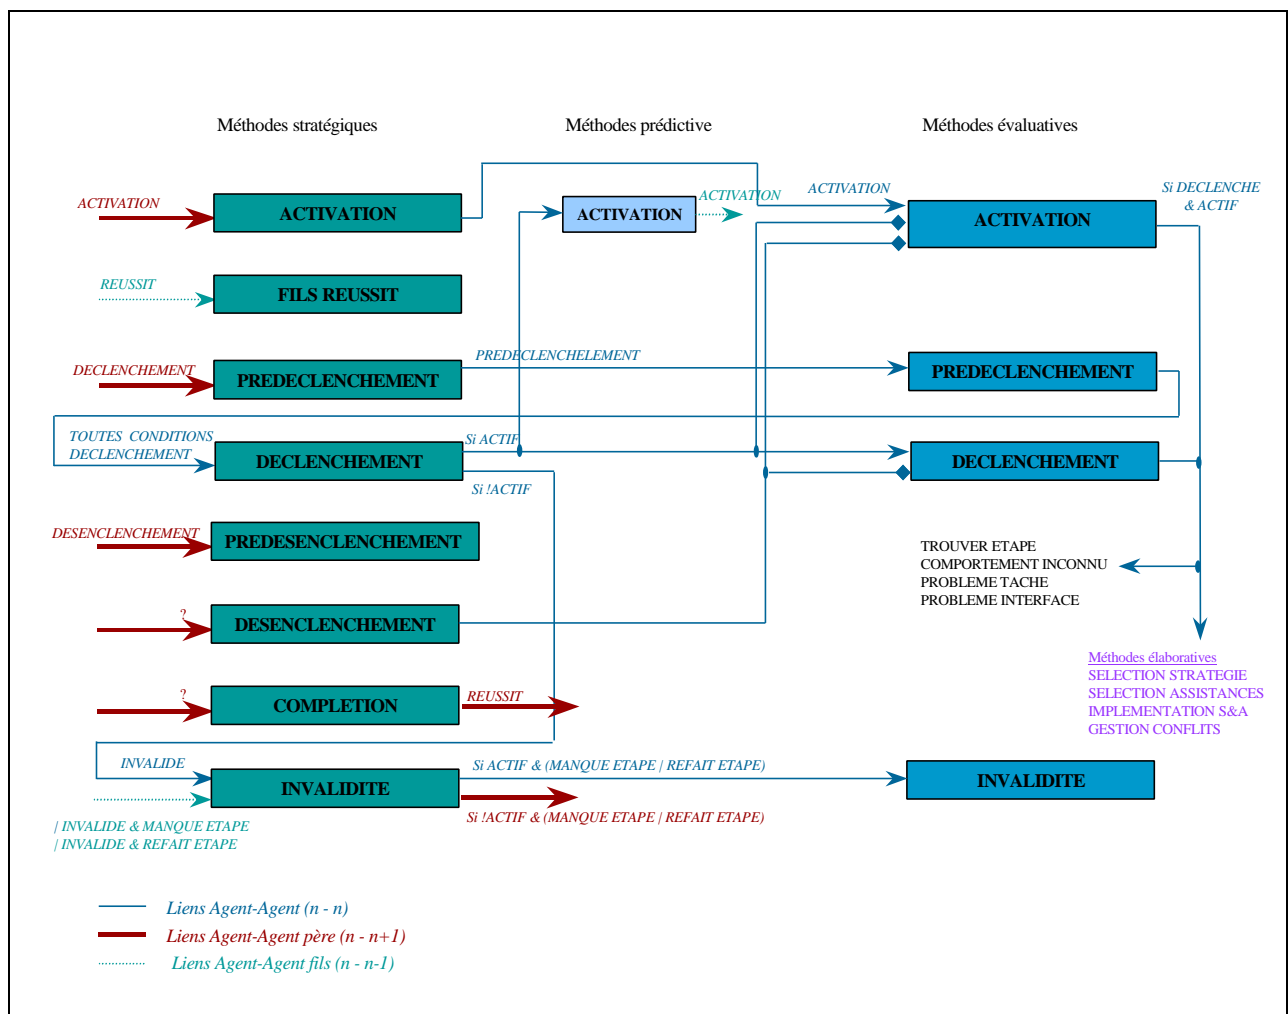 Méthodes stratégiques
Méthodes prédictive
Méthodes évaluatives
ACTIVATION
ACTIVATION
ACTIVATION
ACTIVATION
ACTIVATION
ACTIVATION
Si DECLENCHE
& ACTIF
REUSSIT
FILS REUSSIT
DECLENCHEMENT
PREDECLENCHEMENT
PREDECLENCHELEMENT
PREDECLENCHEMENT
TOUTES CONDITIONS
DECLENCHEMENT
DECLENCHEMENT
Si ACTIF
Si !ACTIF
DECLENCHEMENT
DESENCLENCHEMENT
PREDESENCLENCHEMENT
TROUVER ETAPE
COMPORTEMENT INCONNU
PROBLEME TACHE
PROBLEME INTERFACE
?
DESENCLENCHEMENT
Méthodes élaboratives
SELECTION STRATEGIE
SELECTION ASSISTANCES
IMPLEMENTATION S&A
GESTION CONFLITS
?
COMPLETION
REUSSIT
INVALIDE
INVALIDITE
Si ACTIF & (MANQUE ETAPE | REFAIT ETAPE)
Si !ACTIF & (MANQUE ETAPE | REFAIT ETAPE)
INVALIDITE
| INVALIDE & MANQUE ETAPE
| INVALIDE & REFAIT ETAPE
Liens Agent-Agent (n - n)
Liens Agent-Agent père (n - n+1)
Liens Agent-Agent fils (n - n-1)